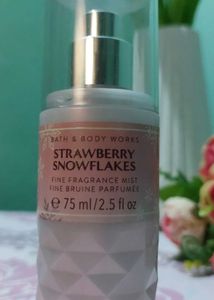 BATH & BODY WORKS
STRAWBERRY
SNOWFLAKES
FINE FRAGRANCE MIST
FINE BRUINE PARFUMÉE
℮ 75 ml/2.5 fl oz